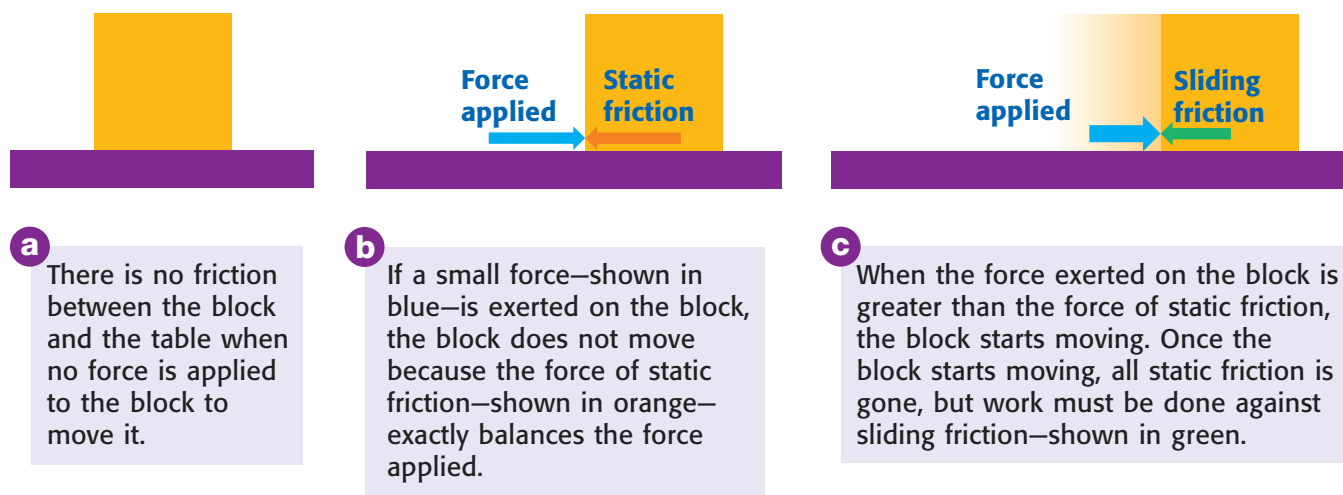 Force
applied
Static
friction
Force
applied
Sliding
friction
a
There is no friction
between the block
and the table when
no force is applied
to the block to
move it.
b
If a small force—shown in
blue—is exerted on the block,
the block does not move
because the force of static
friction—shown in orange—
exactly balances the force
applied.
c
When the force exerted on the block is
greater than the force of static friction,
the block starts moving. Once the
block starts moving, all static friction is
gone, but work must be done against
sliding friction—shown in green.